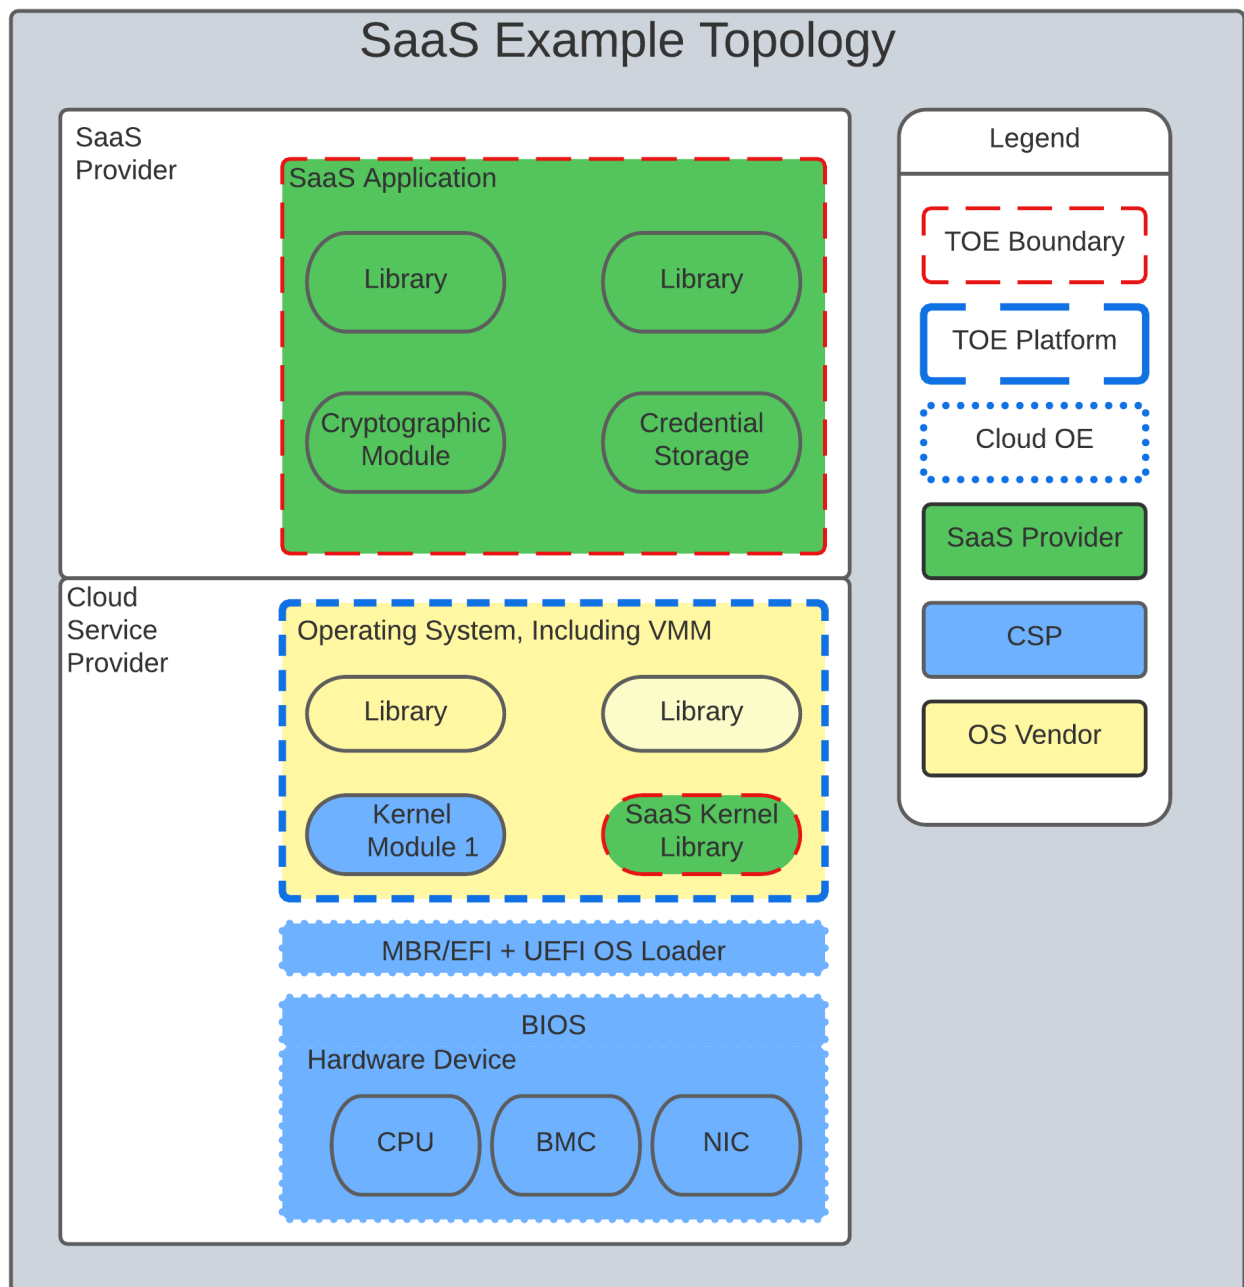 SaaS Example Topology
SaaS
Provider
SaaS Application
Library
Library
Cryptographic
Module
Credential
Storage
Cloud
Service
Provider
Operating System, Including VMM
Library
Library
Kernel
Module 1
SaaS Kernel
Library
MBR/EFI + UEFI OS Loader
BIOS
Hardware Device
CPU
BMC
NIC
Legend
TOE Boundary
TOE Platform
Cloud OE
SaaS Provider
CSP
OS Vendor